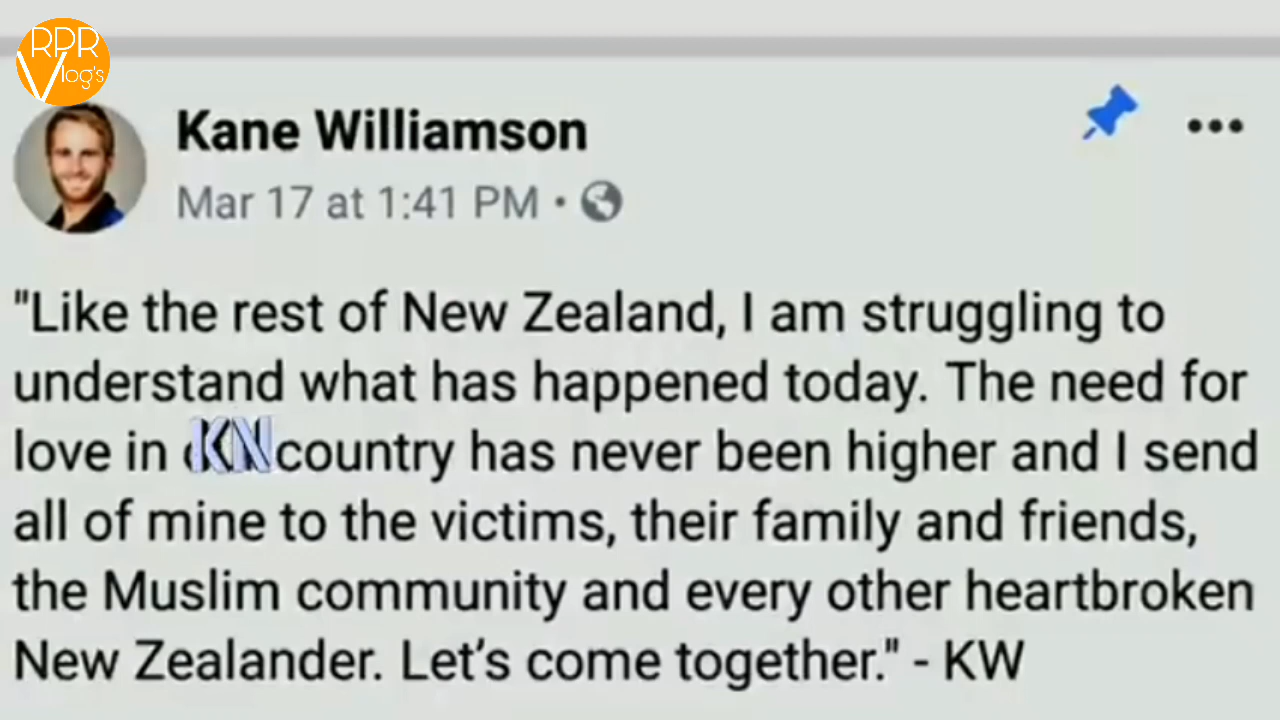 RPR
Vlog's
Kane Williamson
Mar 17 at 1:41 PM •
"Like the rest of New Zealand, I am struggling to
understand what has happened today. The need for
love in KN country has never been higher and I send
all of mine to the victims, their family and friends,
the Muslim community and every other heartbroken
New Zealander. Let's come together." - KW